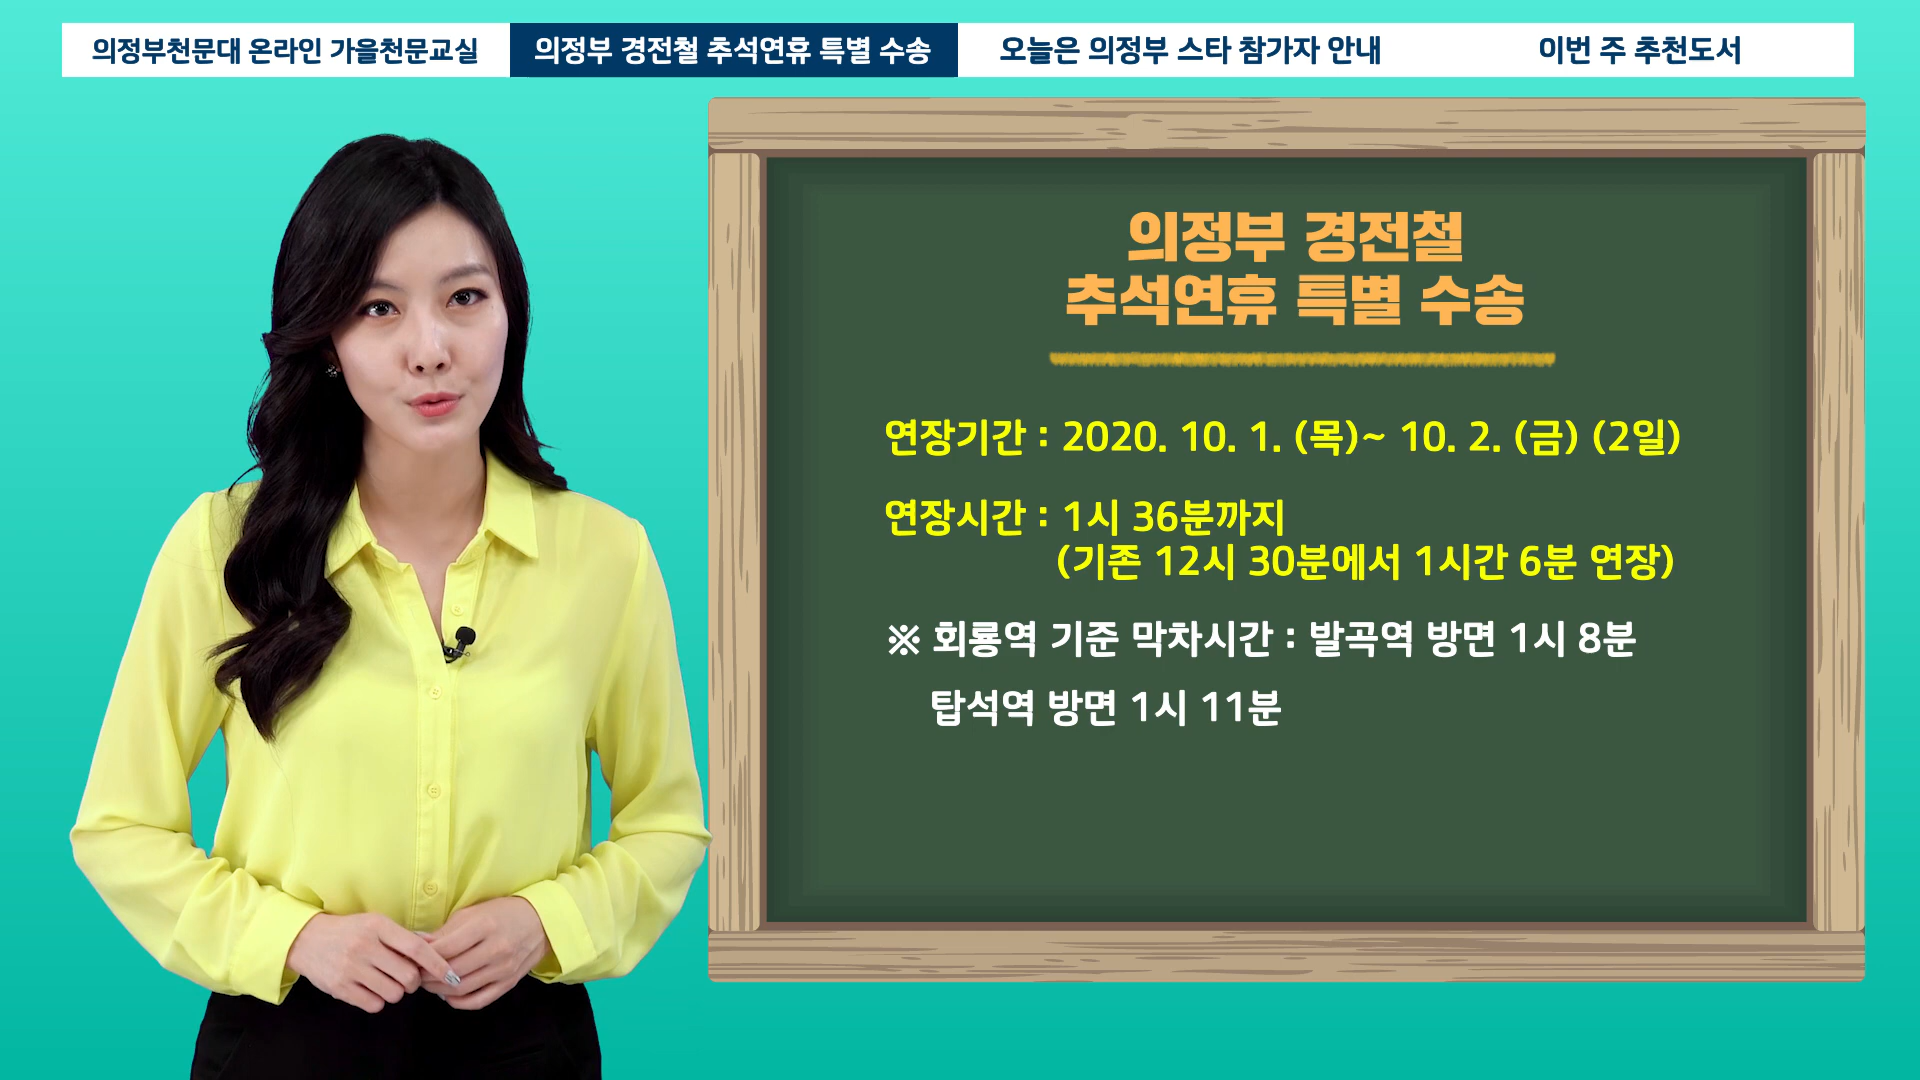 의정부천문대 온라인 가을천문교실
의정부 경전철 추석연휴 특별 수송
오늘은 의정부 스타 참가자 안내
이번 주 추천도서
의정부 경전철
추석연휴 특별 수송
연장기간 : 2020. 10. 1. (목)~ 10. 2. (금) (2일)
연장시간 : 1시 36분까지
(기존 12시 30분에서 1시간 6분 연장)
※ 회룡역 기준 막차시간 : 발곡역 방면 1시 8분
탑석역 방면 1시 11분